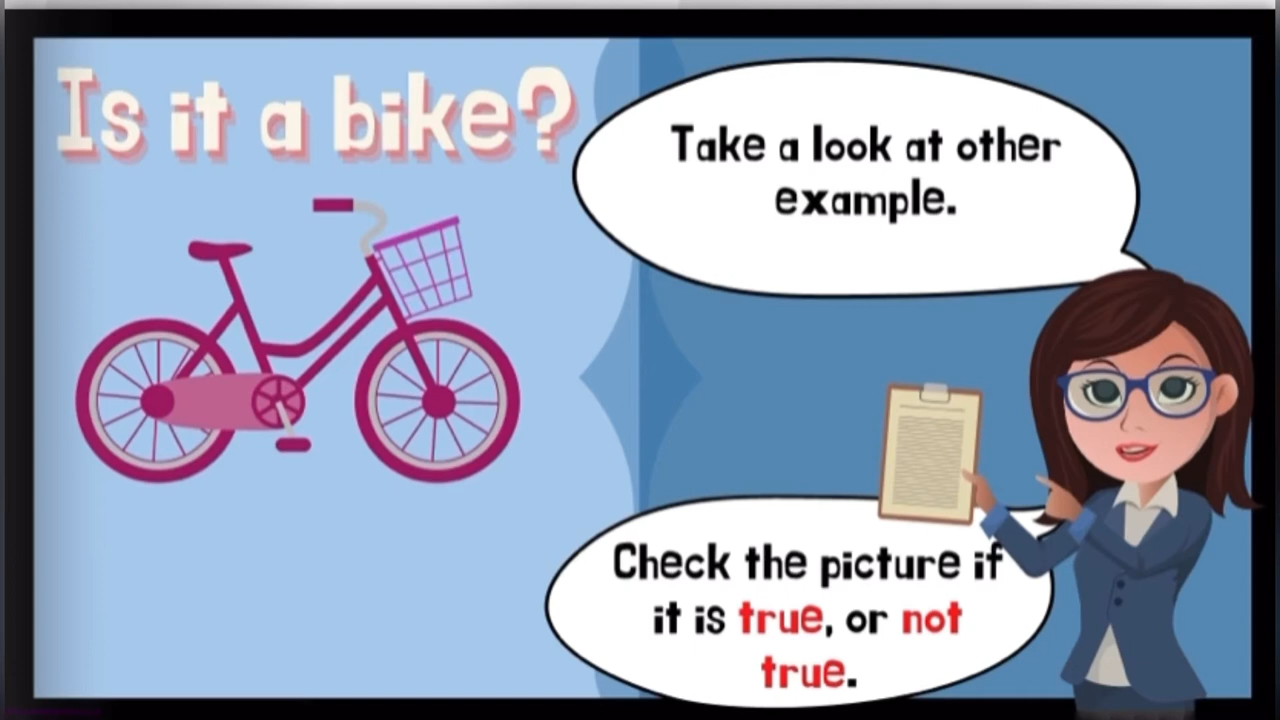 Is it a bike?
Take a look at other
example.
Check the picture if
it is true, or not
true.